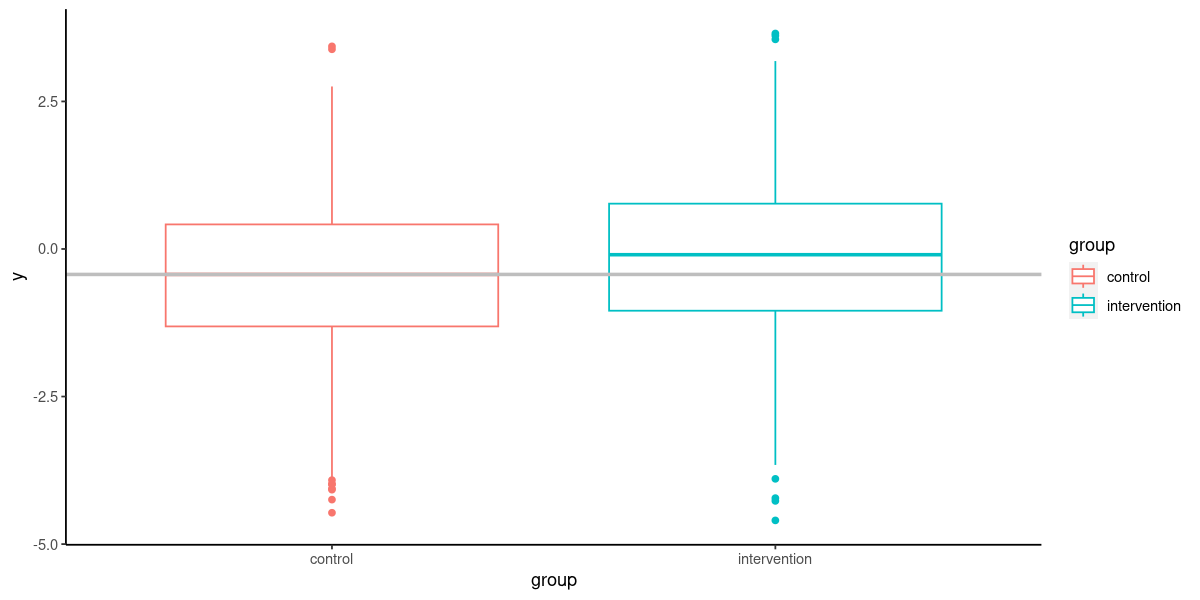 2.5
0.0
-2.5
-5.0
y
control
intervention
group
group
control
intervention